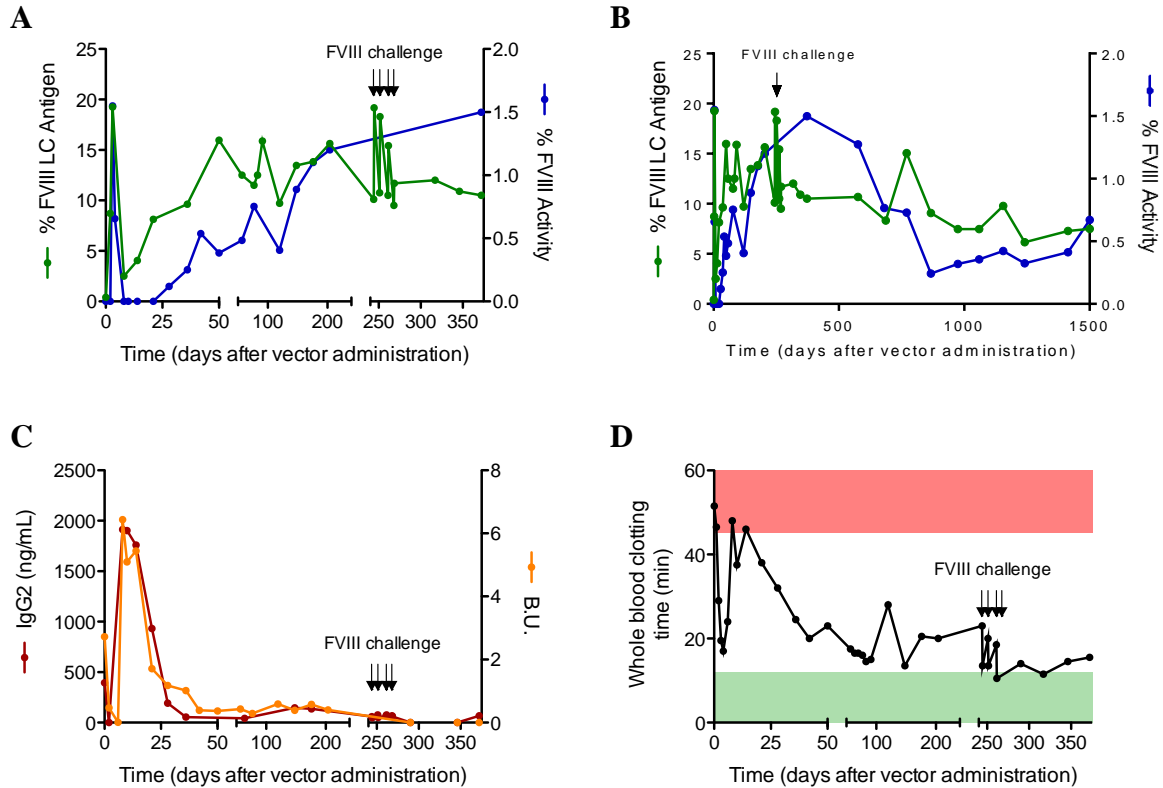 A
FVIII challenge
% FVIII LC Antigen
25
20
15
10
5
0
2.0
1.5
1.0
0.5
0.0
% FVIII Activity
0 25 50 100 200 250 300 350
Time (days after vector administration)
B
FVIII challenge
% FVIII LC Antigen
25
20
15
10
5
0
2.0
1.5
1.0
0.5
0.0
% FVIII Activity
0 500 1000 1500
Time (days after vector administration)
C
FVIII challenge
IgG2 (ng/mL)
2500
2000
1500
1000
500
0
8
6
4
2
0
B.U.
0 25 50 100 200 250 300 350
Time (days after vector administration)
D
FVIII challenge
Whole blood clotting
time (min)
60
40
20
0
0 25 50 100 200 250 300 350
Time (days after vector administration)